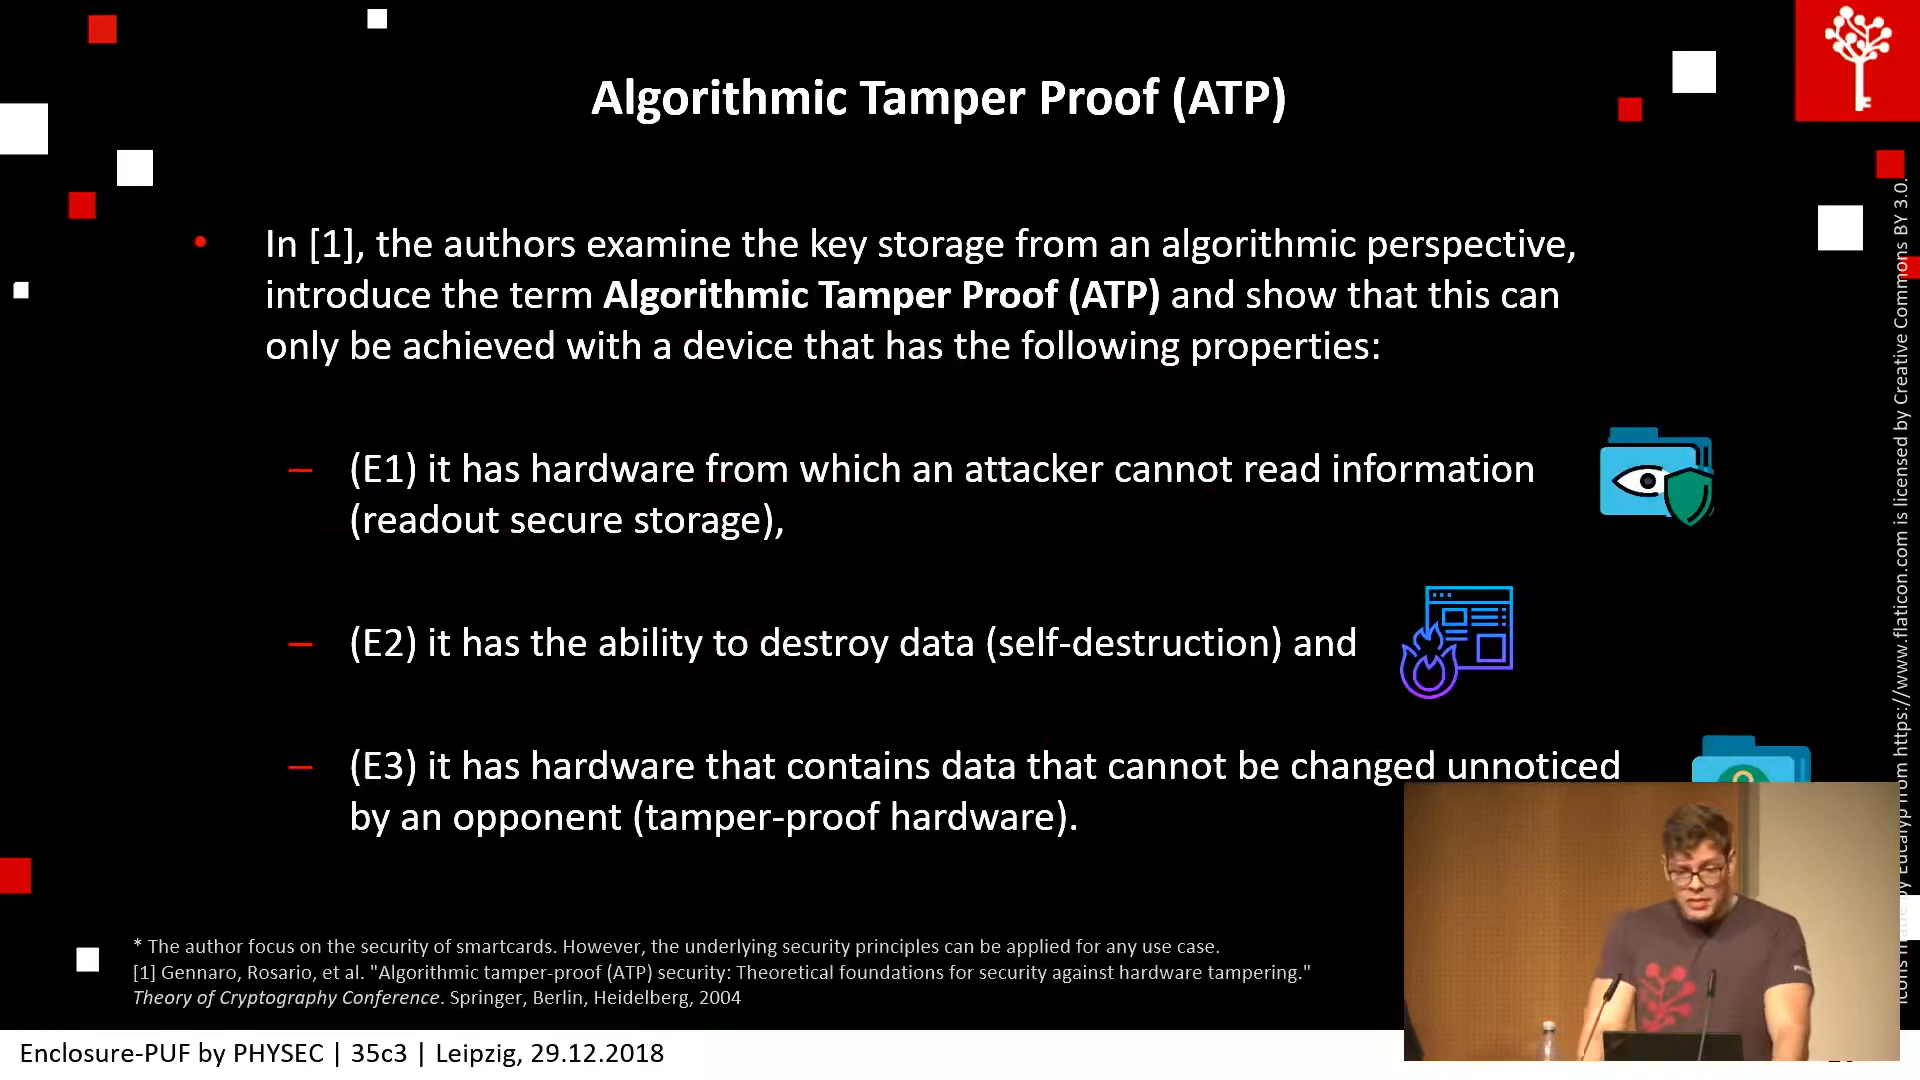 Algorithmic Tamper Proof (ATP)
In [1], the authors examine the key storage from an algorithmic perspective,
introduce the term Algorithmic Tamper Proof (ATP) and show that this can
only be achieved with a device that has the following properties:
– (E1) it has hardware from which an attacker cannot read information
(readout secure storage),
– (E2) it has the ability to destroy data (self-destruction) and
– (E3) it has hardware that contains data that cannot be changed unnoticed
by an opponent (tamper-proof hardware).
* The author focus on the security of smartcards. However, the underlying security principles can be applied for any use case.
[1] Gennaro, Rosario, et al. "Algorithmic tamper-proof (ATP) security: Theoretical foundations for security against hardware tampering."
Theory of Cryptography Conference. Springer, Berlin, Heidelberg, 2004
Enclosure-PUF by PHYSEC | 35c3 | Leipzig, 29.12.2018
by Eucalyp from https://www.flaticon.com is licensed by Creative Commons BY 3.0.